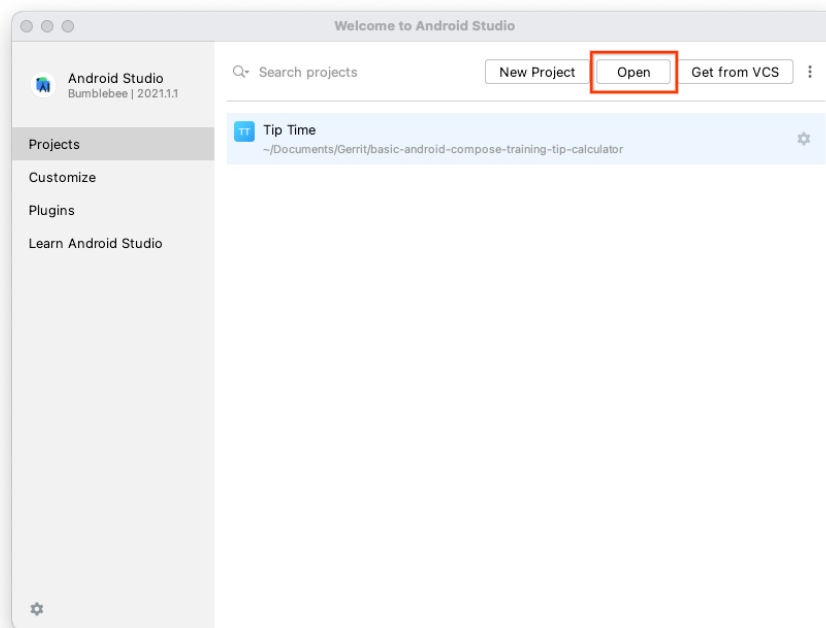 Welcome to Android Studio
Android Studio
Bumblebee | 2021.1.1
Projects
Customize
Plugins
Learn Android Studio
Search projects
New Project
Open
Get from VCS
TT
Tip Time
~/Documents/Gerrit/basic-android-compose-training-tip-calculator